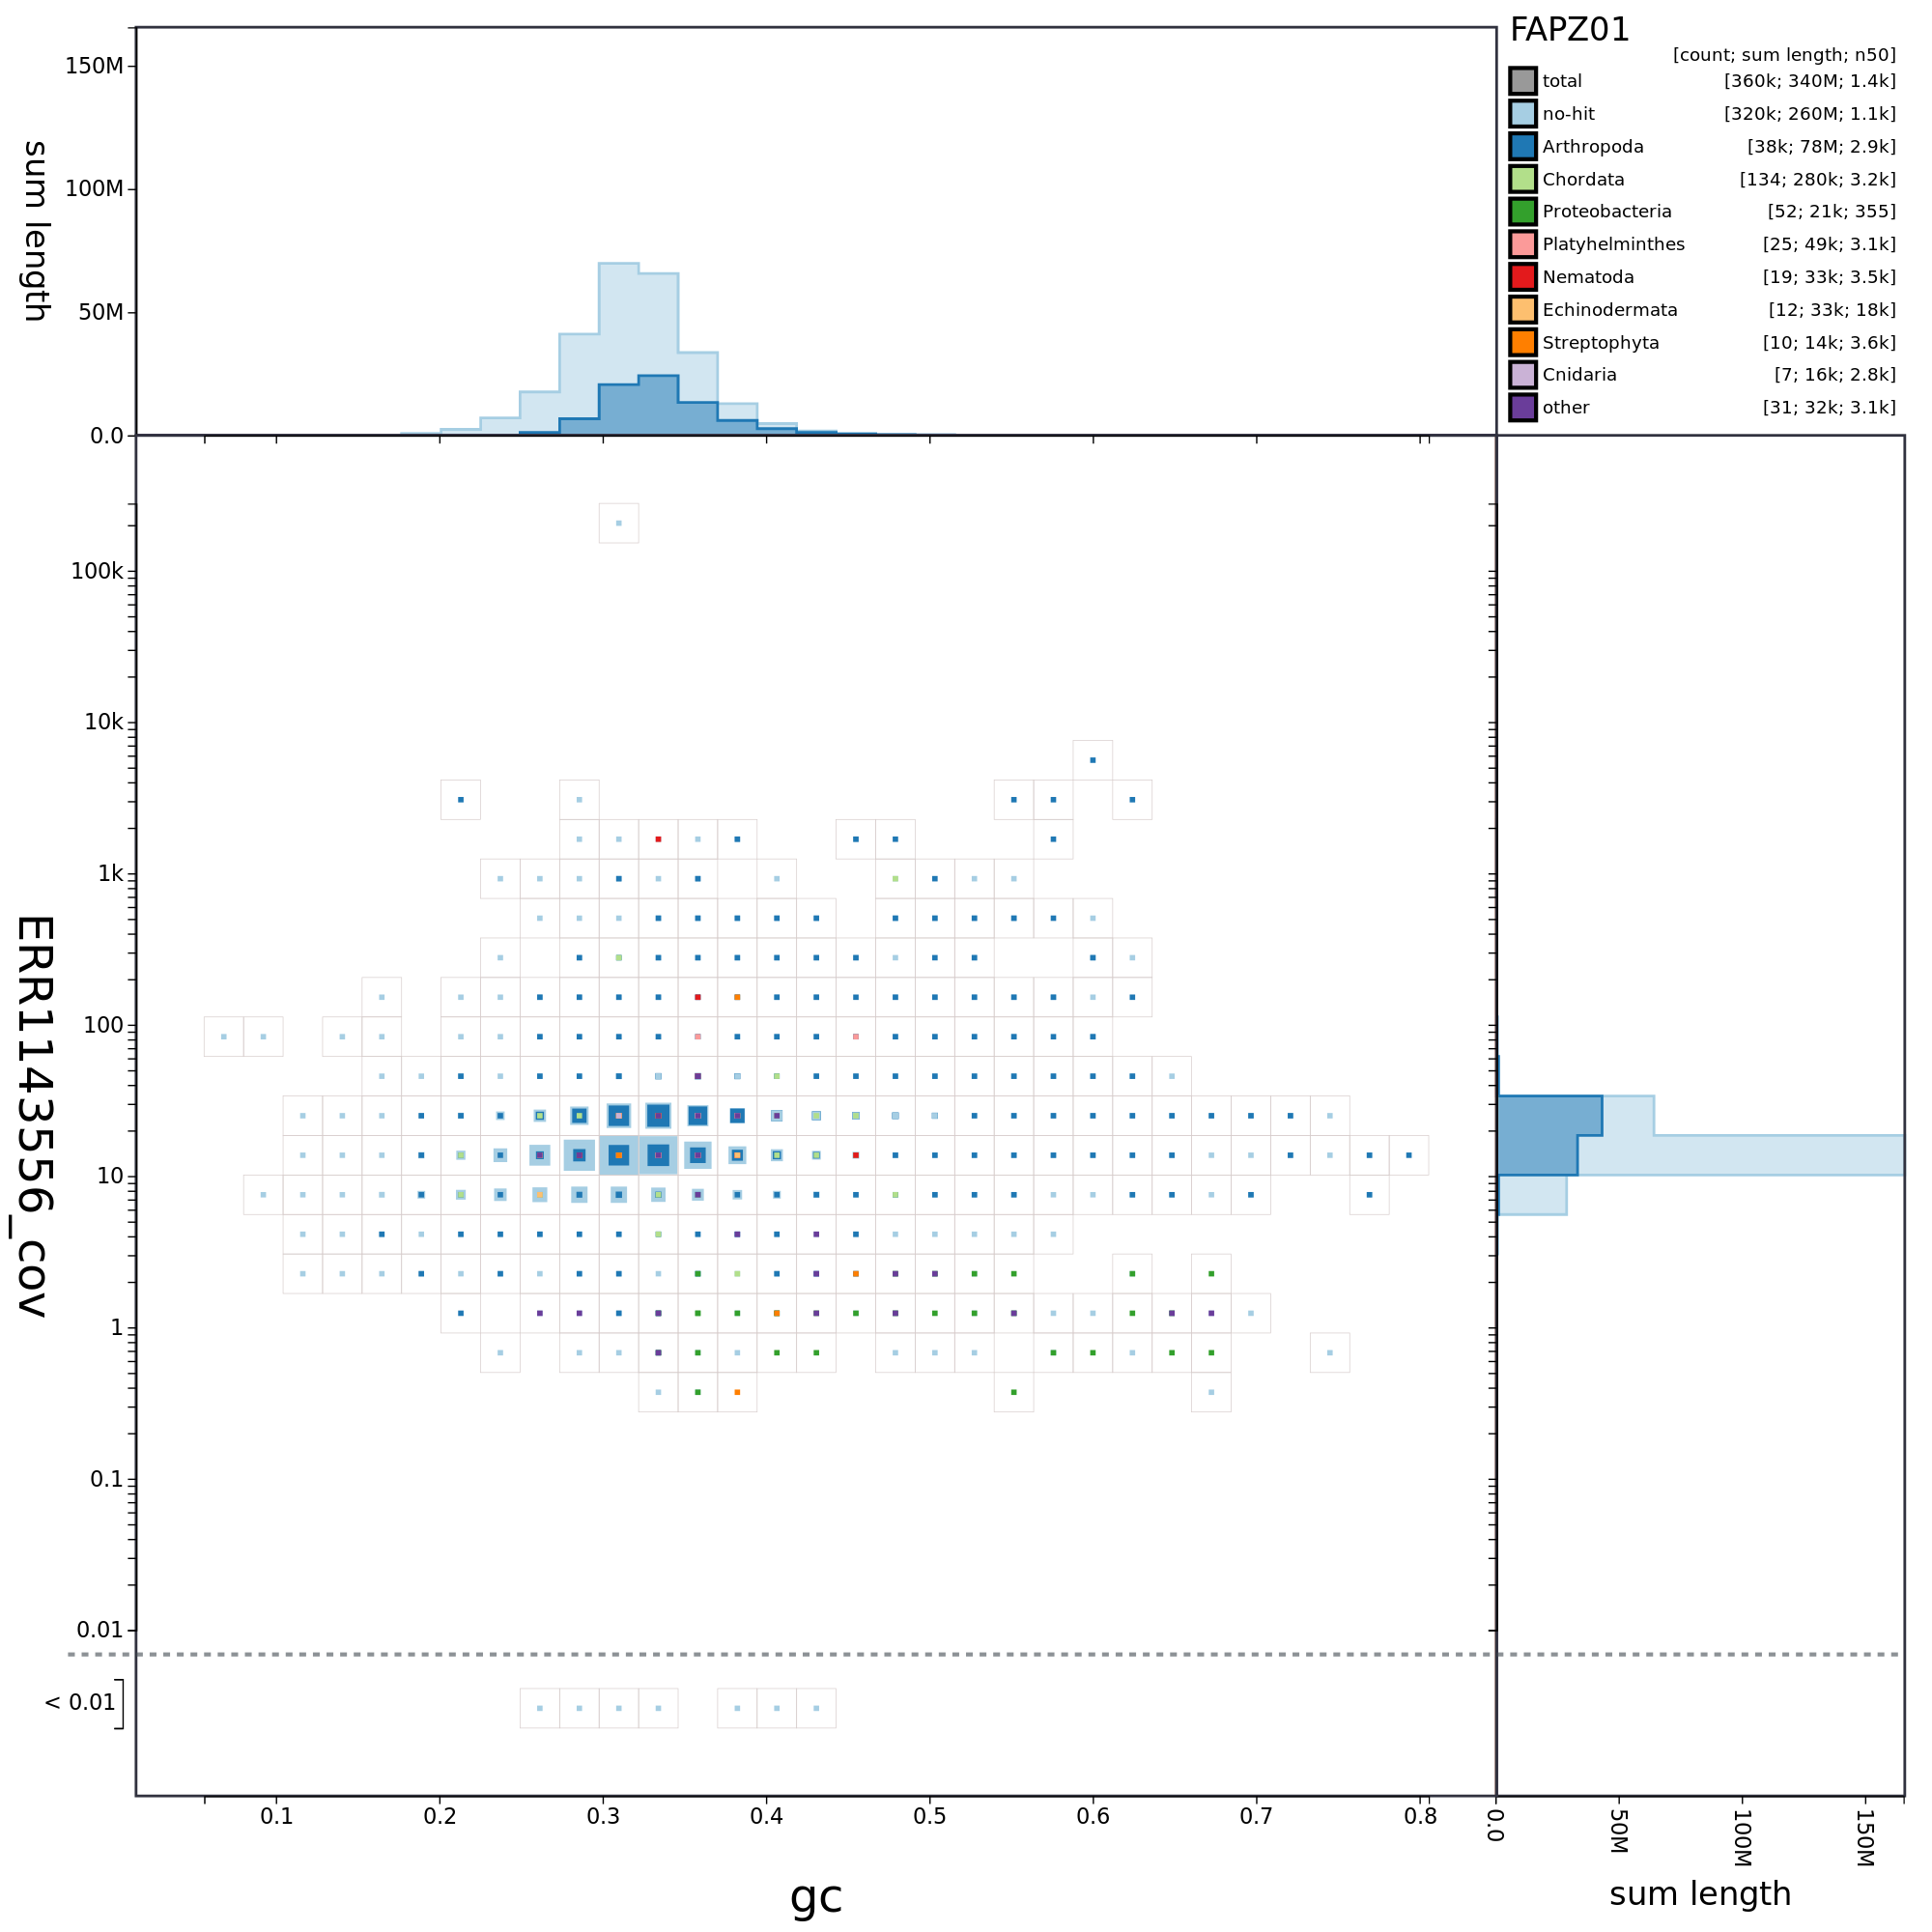 FAPZ01
[count; sum length; n50]
total [360k; 340M; 1.4k]
no-hit [320k; 260M; 1.1k]
Arthropoda [38k; 78M; 2.9k]
Chordata [134; 280k; 3.2k]
Proteobacteria [52; 21k; 355]
Platyhelminthes [25; 49k; 3.1k]
Nematoda [19; 33k; 3.5k]
Echinodermata [12; 33k; 18k]
Streptophyta [10; 14k; 3.6k]
Cnidaria [7; 16k; 2.8k]
other [31; 32k; 3.1k]
sum length
150M
100M
50M
0.0
ERR1143556_cov
100k
10k
1k
100
10
1
0.1
0.01
< 0.01
0.1 0.2 0.3 0.4 0.5 0.6 0.7 0.8
gc
0.0 50M 100M 150M
sum length